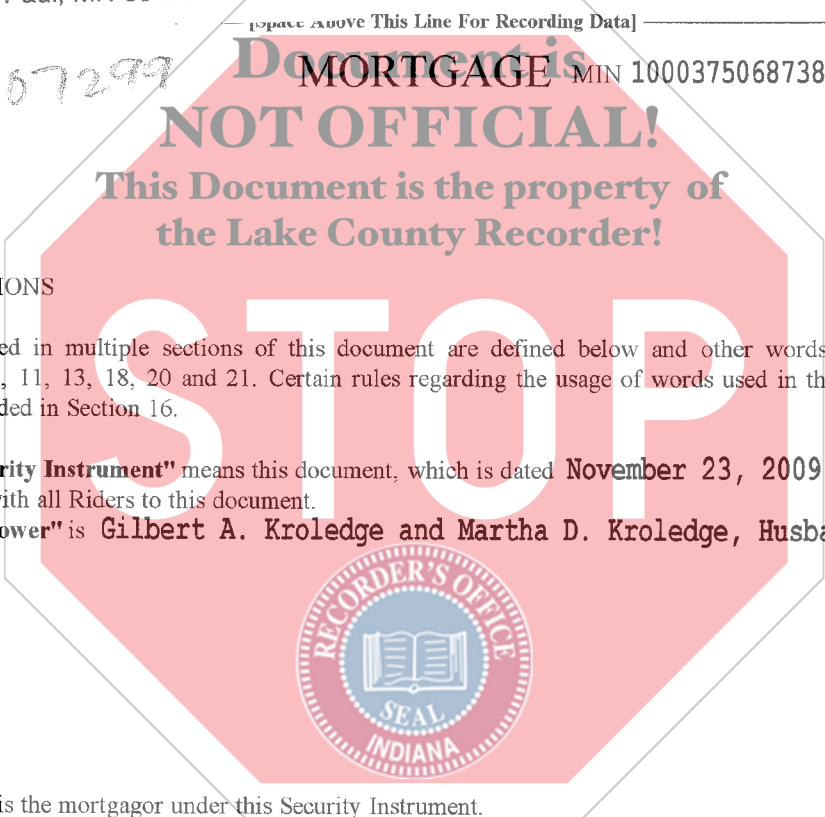 [Space Above This Line For Recording Data]
07299
MORTGAGE MIN 1000375068738
Document is
NOT OFFICIAL!
This Document is the property of
the Lake County Recorder!
IONS
ed in multiple sections of this document are defined below and other words
, 11, 13, 18, 20 and 21. Certain rules regarding the usage of words used in th
ded in Section 16.
STOP
rity Instrument" means this document, which is dated November 23, 2009
ith all Riders to this document.
ower" is Gilbert A. Kroledge and Martha D. Kroledge, Husba
RECORDER'S OFFICE
SEAL
INDIANA
is the mortgagor under this Security Instrument.